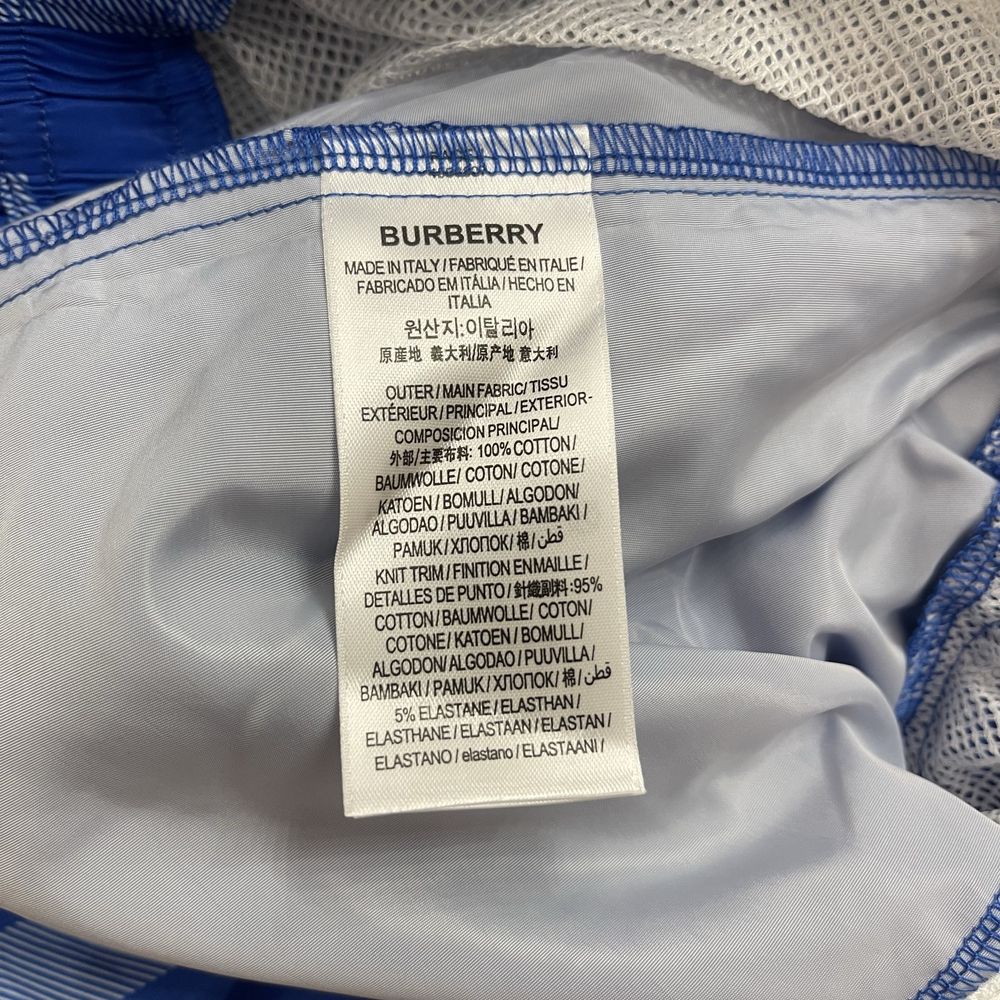 BURBERRY
MADE IN ITALY / FABRIQUÉ EN ITALIE /
FABRICADO EM ITÁLIA / HECHO EN
ITALIA
원산지:이탈리아
原産地 義大利/原产地 意大利
OUTER / MAIN FABRIC/ TISSU
EXTÉRIEUR / PRINCIPAL / EXTERIOR-
COMPOSICION PRINCIPAL/
外部/主要布料: 100% COTTON /
BAUMWOLLE/ COTON/ COTONE/
KATOEN / BOMULL/ ALGODON/
ALGODAO / PUUVILLA / BAMBAKI /
PAMUK / ХЛОПОК/ 棉/ قطن/
KNIT TRIM / FINITION EN MAILLE /
DETALLES DE PUNTO / 針織副料:95%
COTTON / BAUMWOLLE/ COTON/
COTONE/ KATOEN / BOMULL/
ALGODON/ ALGODAO / PUUVILLA /
BAMBAKI / PAMUK / ХЛОПОК/ 棉/ قطن/
5% ELASTANE / ELASTHAN /
ELASTHANE / ELASTAAN / ELASTAN /
ELASTANO / elastano / ELASTAANI /